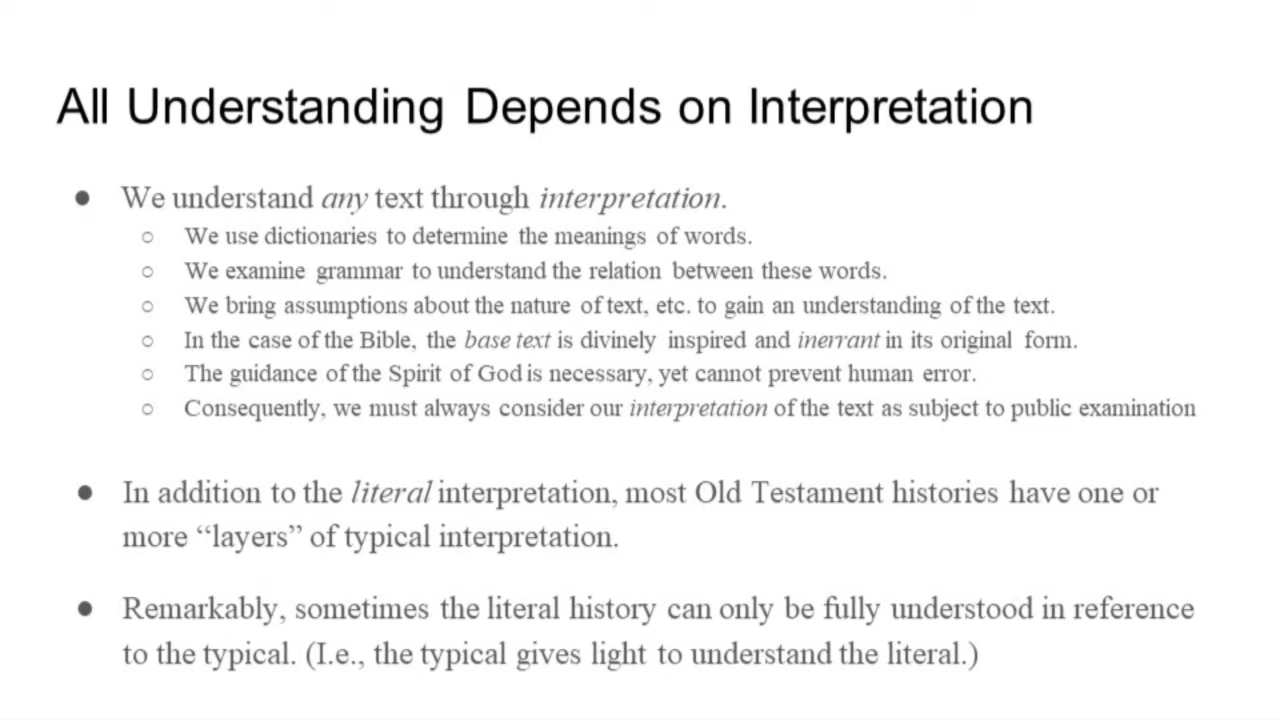 All Understanding Depends on Interpretation
● We understand any text through interpretation.
○ We use dictionaries to determine the meanings of words.
○ We examine grammar to understand the relation between these words.
○ We bring assumptions about the nature of text, etc. to gain an understanding of the text.
○ In the case of the Bible, the base text is divinely inspired and inerrant in its original form.
○ The guidance of the Spirit of God is necessary, yet cannot prevent human error.
○ Consequently, we must always consider our interpretation of the text as subject to public examination
● In addition to the literal interpretation, most Old Testament histories have one or
more “layers” of typical interpretation.
● Remarkably, sometimes the literal history can only be fully understood in reference
to the typical. (I.e., the typical gives light to understand the literal.)